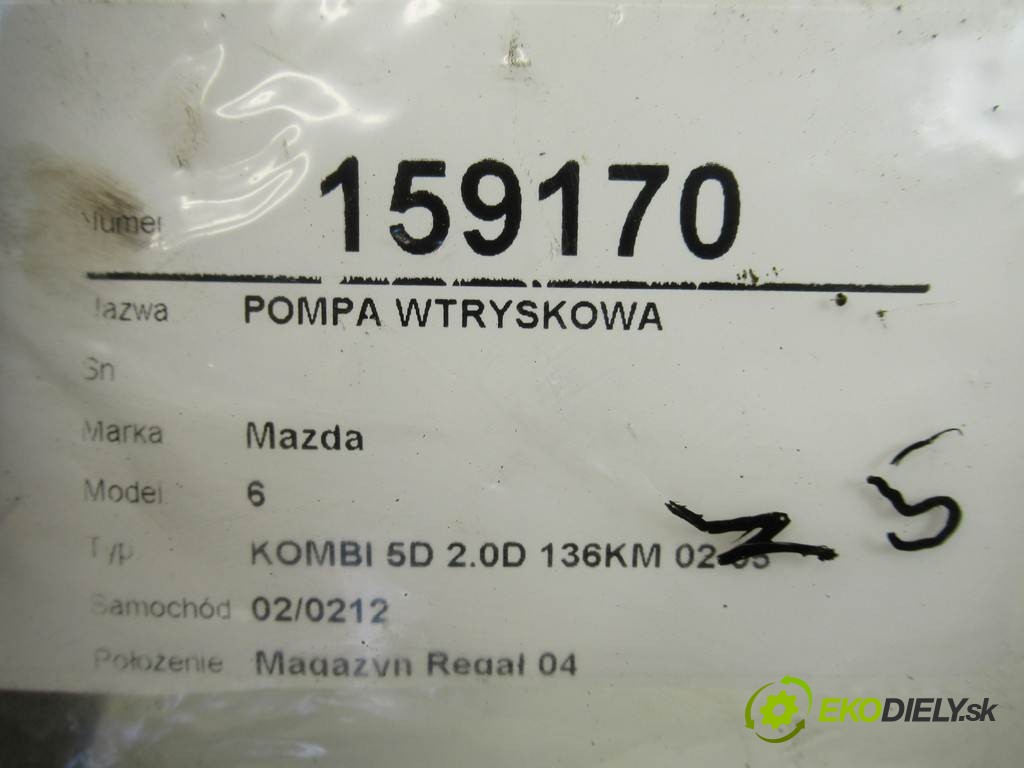 Numer 159170
Nazwa POMPA WTRYSKOWA
Sn
Marka Mazda
Model 6
Typ KOMBI 5D 2.0D 136KM 02-05
Samochód 02/0212
Położenie Magazyn Regał 04
5
EKODIELY.sk